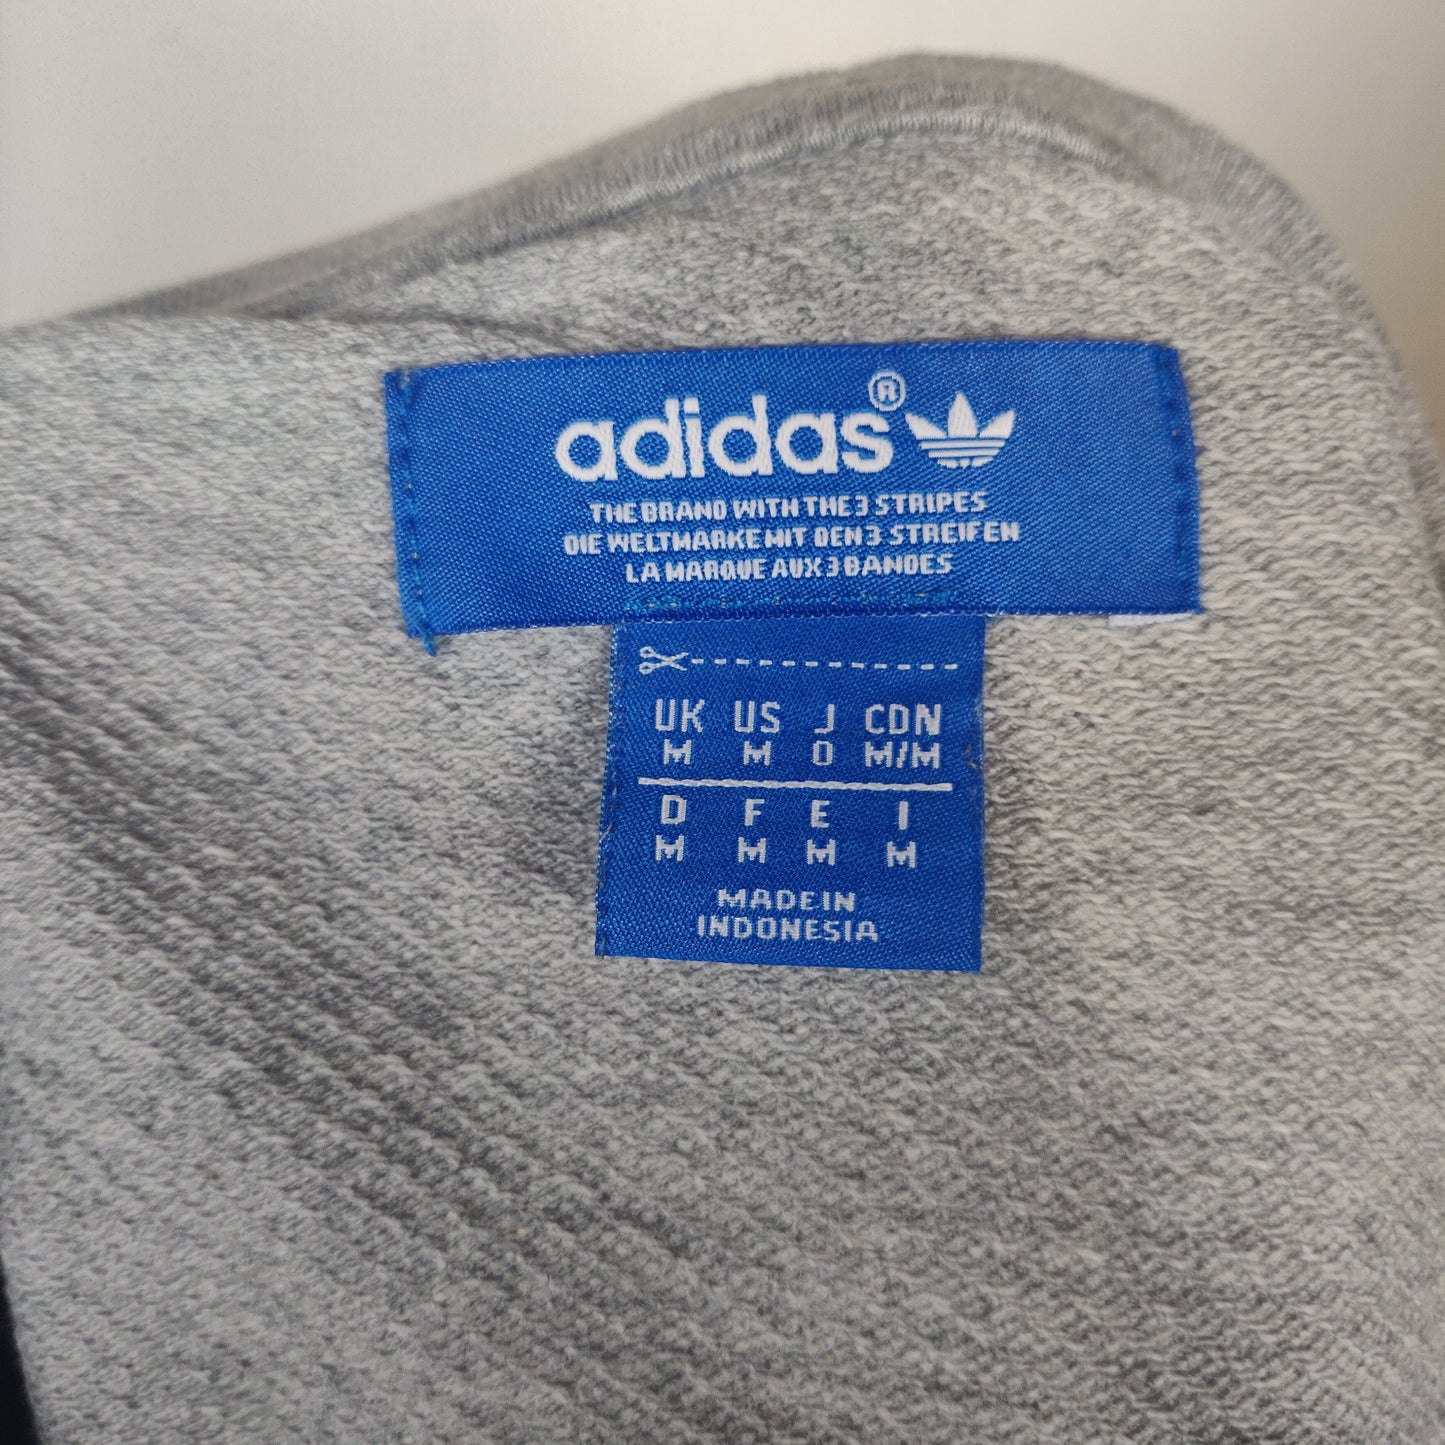 adidas®
THE BRAND WITH THE 3 STRIPES
DIE WELTMARKE MIT DEN 3 STREIFEN
LA MARQUE AUX 3 BANDES
UK US J CDN
M M O M/M
D F E I
M M M M
MADE IN
INDONESIA